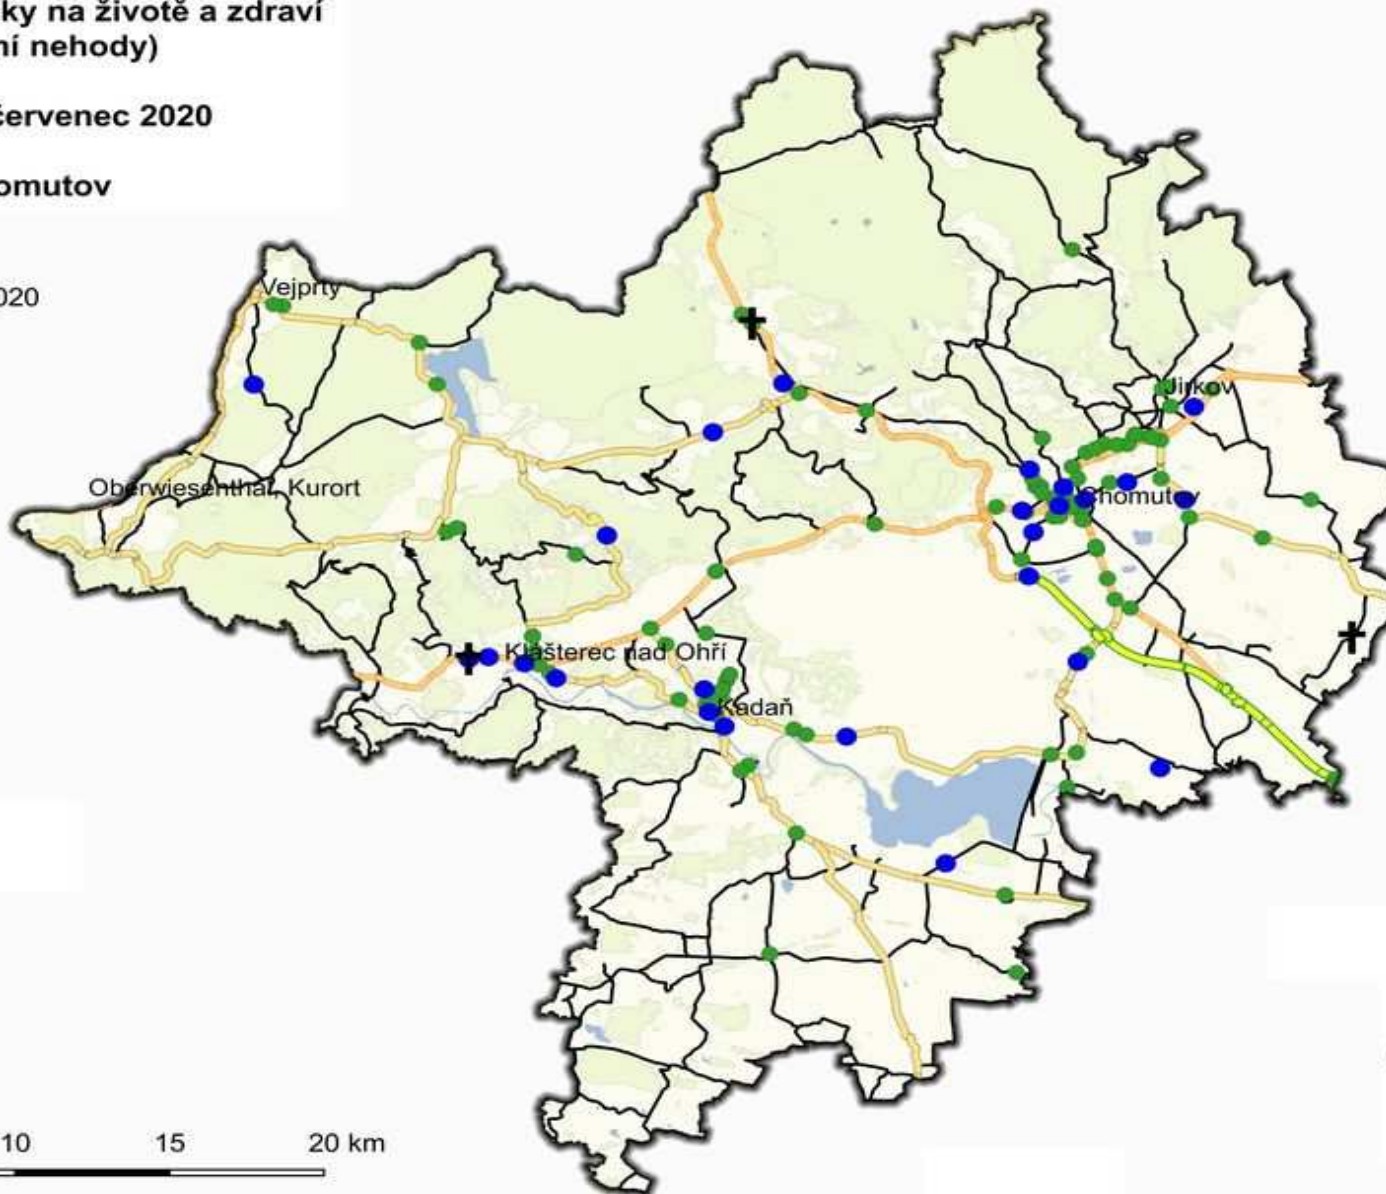 ky na životě a zdraví
ní nehody)
červenec 2020
omutov
020
Vejprty
Jirkov
Oberwiesenthal, Kurort
Chomutov
Klášterec nad Ohří
Kadaň
10 15 20 km